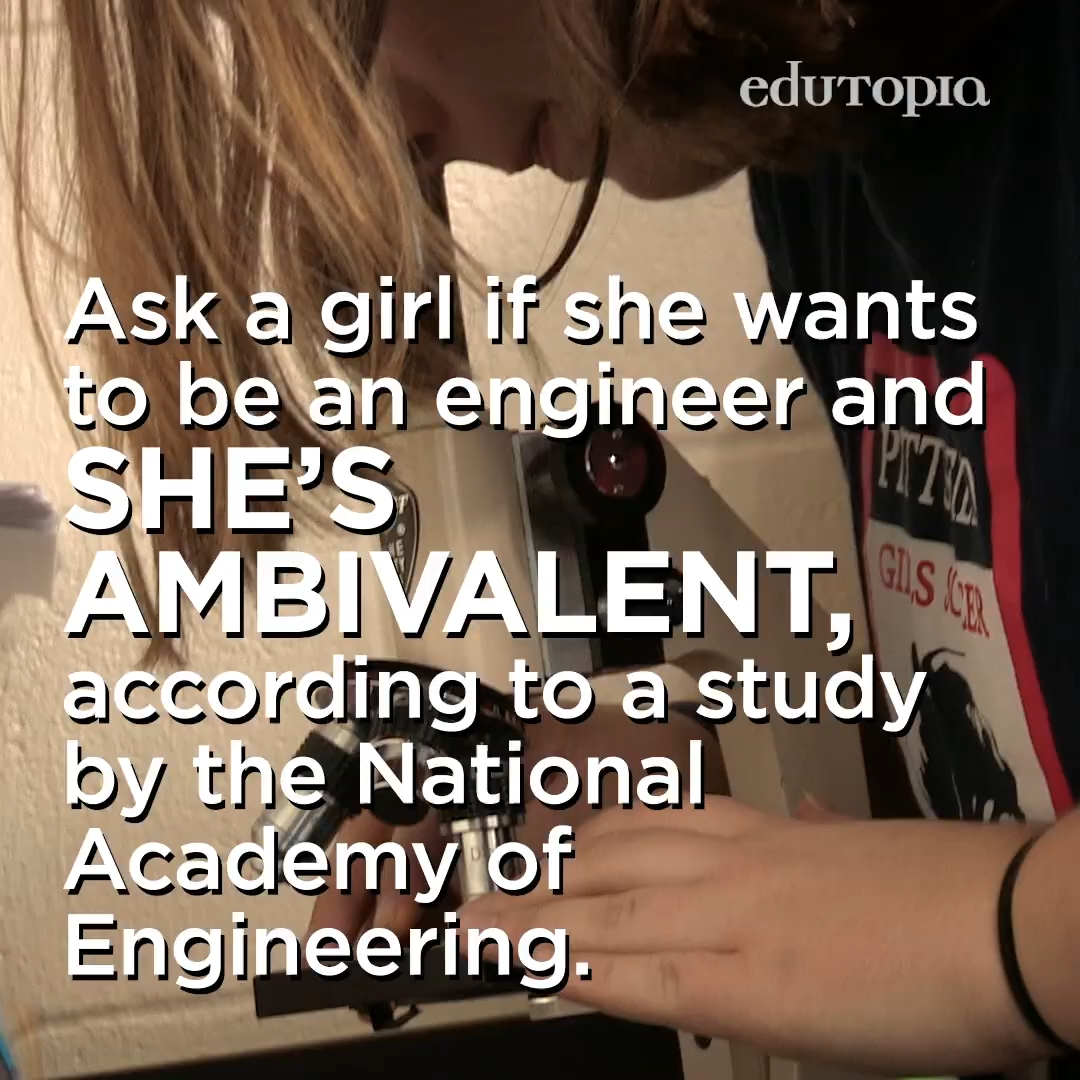 edutopia
Ask a girl if she wants
to be an engineer and
SHE'S
AMBIVALENT,
according to a study
by the National
Academy of
Engineering.